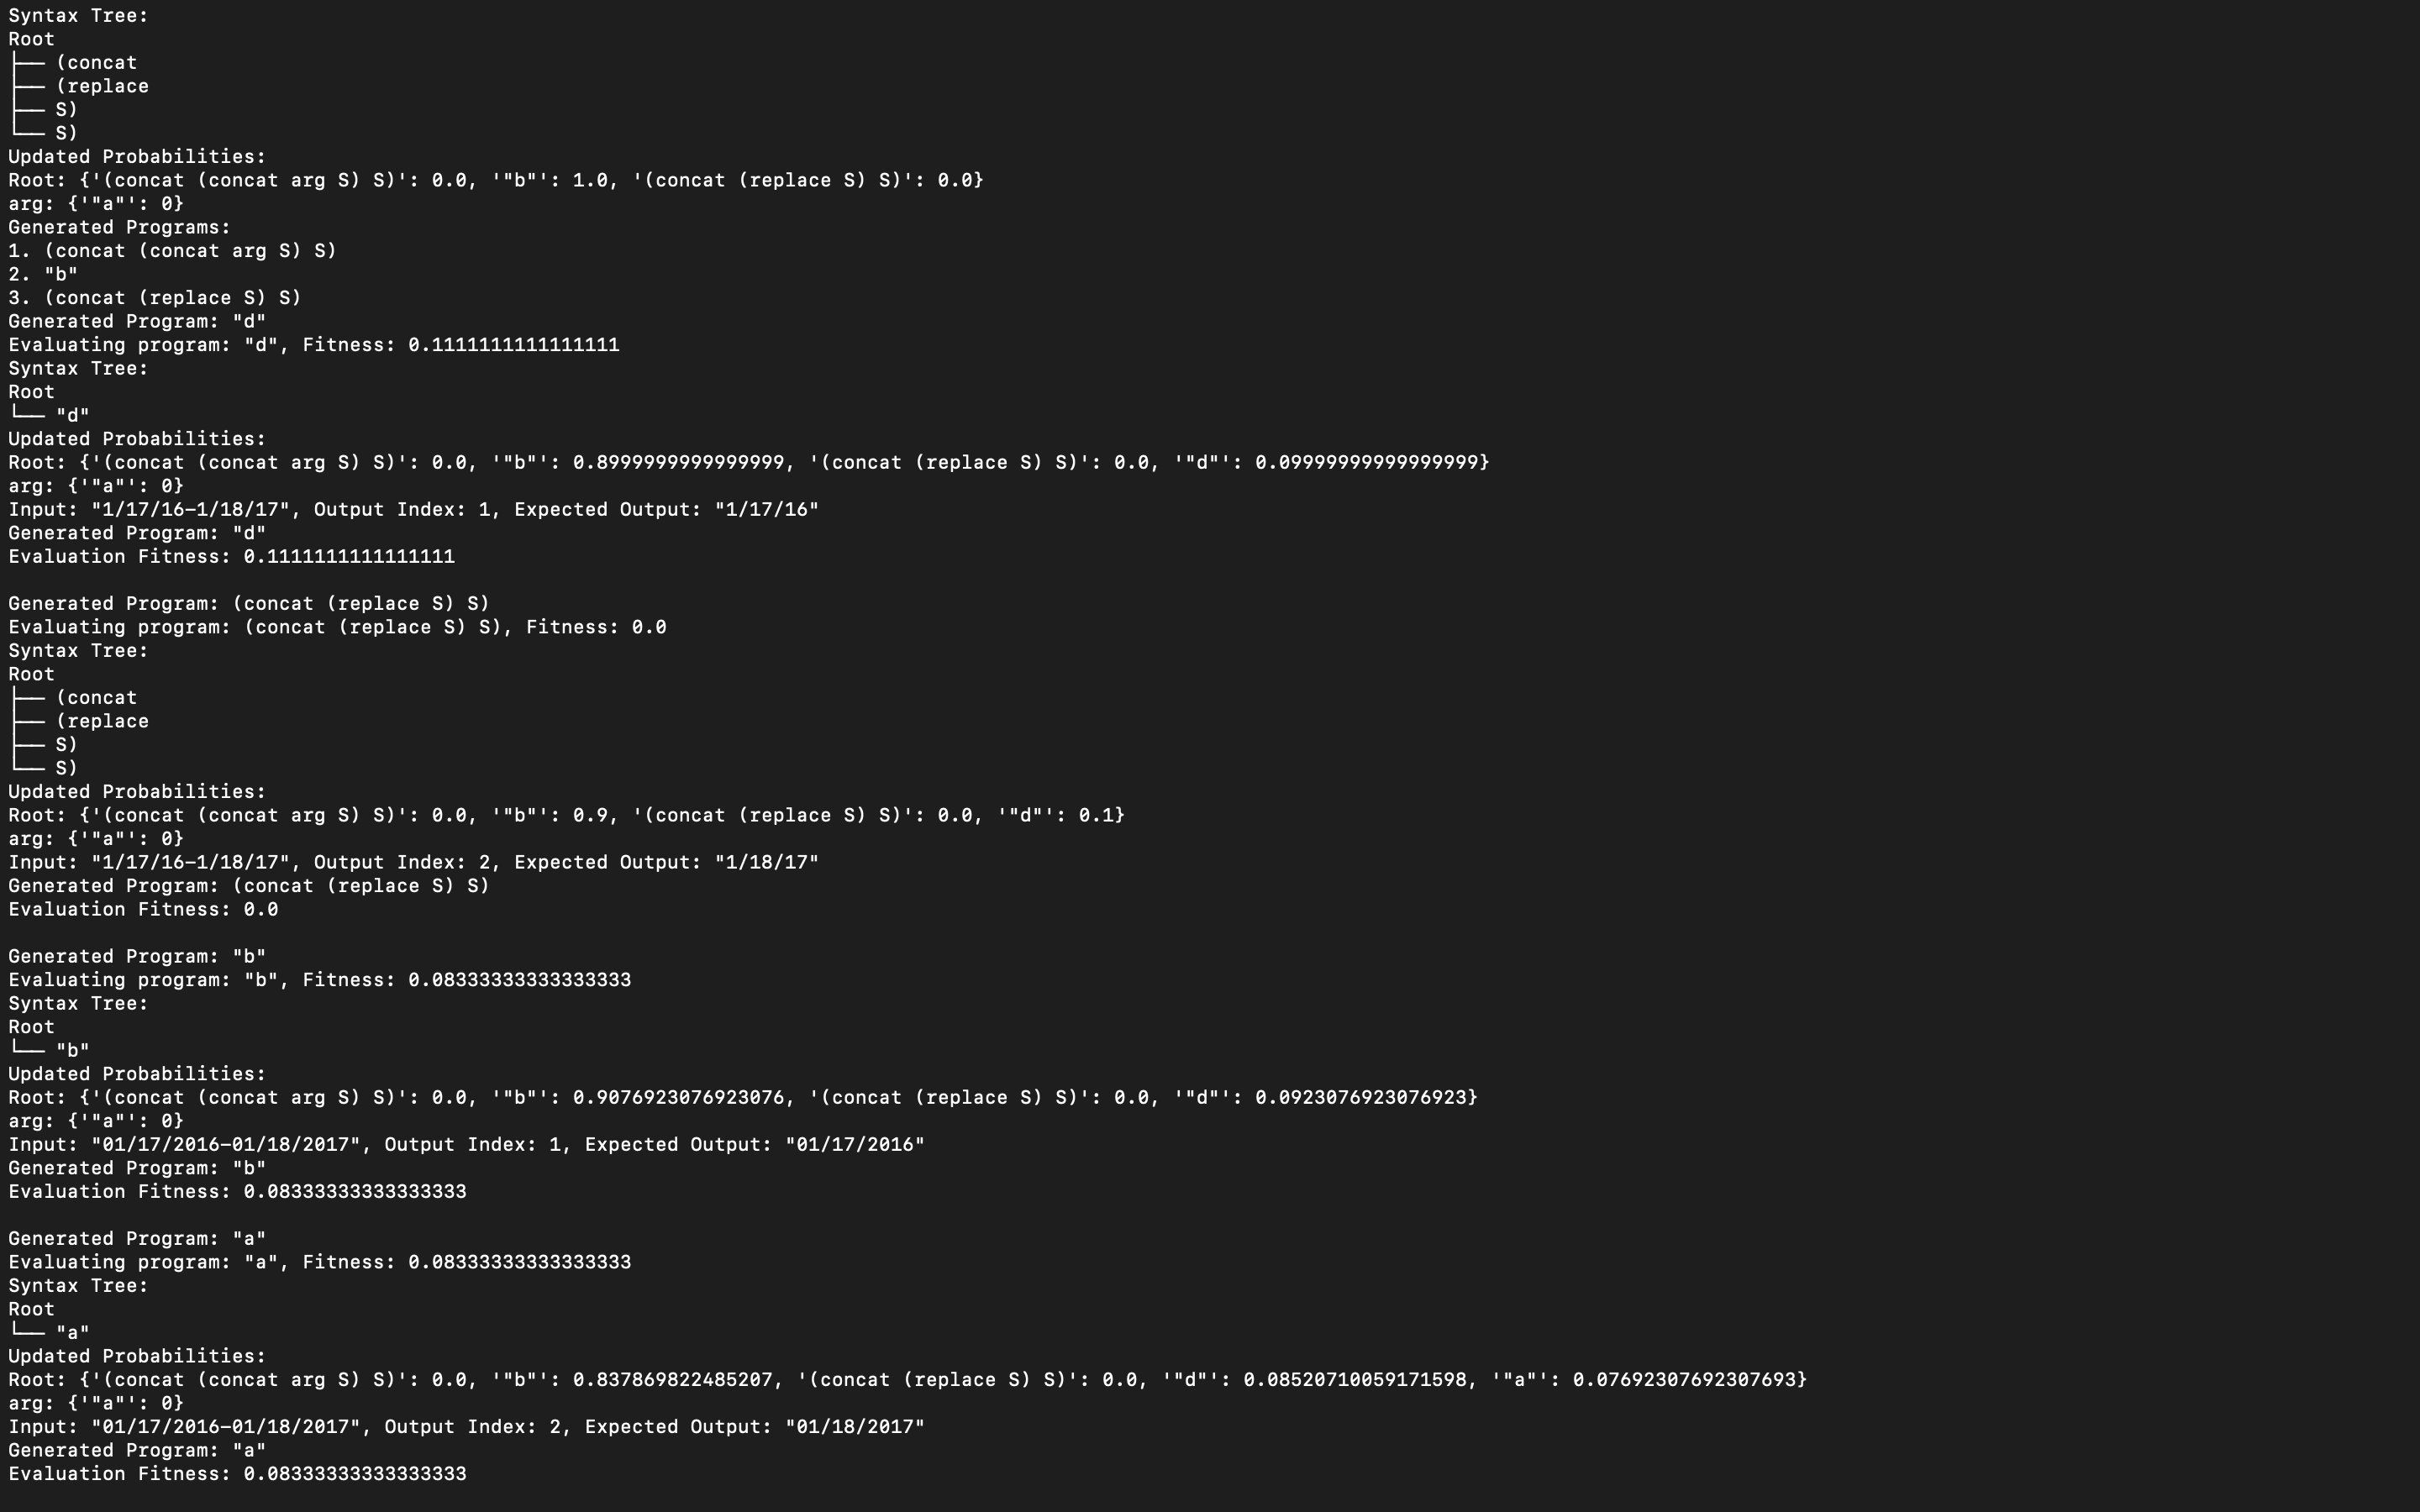 Syntax Tree:
Root
├── (concat
├── (replace
├── S)
└── S)
Updated Probabilities:
Root: {'(concat (concat arg S) S)': 0.0, '"b"': 1.0, '(concat (replace S) S)': 0.0}
arg: {'"a"': 0}
Generated Programs:
1. (concat (concat arg S) S)
2. "b"
3. (concat (replace S) S)
Generated Program: "d"
Evaluating program: "d", Fitness: 0.1111111111111111
Syntax Tree:
Root
└── "d"
Updated Probabilities:
Root: {'(concat (concat arg S) S)': 0.0, '"b"': 0.8999999999999999, '(concat (replace S) S)': 0.0, '"d"': 0.09999999999999999}
arg: {'"a"': 0}
Input: "1/17/16-1/18/17", Output Index: 1, Expected Output: "1/17/16"
Generated Program: "d"
Evaluation Fitness: 0.1111111111111111

Generated Program: (concat (replace S) S)
Evaluating program: (concat (replace S) S), Fitness: 0.0
Syntax Tree:
Root
├── (concat
├── (replace
├── S)
└── S)
Updated Probabilities:
Root: {'(concat (concat arg S) S)': 0.0, '"b"': 0.9, '(concat (replace S) S)': 0.0, '"d"': 0.1}
arg: {'"a"': 0}
Input: "1/17/16-1/18/17", Output Index: 2, Expected Output: "1/18/17"
Generated Program: (concat (replace S) S)
Evaluation Fitness: 0.0

Generated Program: "b"
Evaluating program: "b", Fitness: 0.08333333333333333
Syntax Tree:
Root
└── "b"
Updated Probabilities:
Root: {'(concat (concat arg S) S)': 0.0, '"b"': 0.9076923076923076, '(concat (replace S) S)': 0.0, '"d"': 0.0923076923076923}
arg: {'"a"': 0}
Input: "01/17/2016-01/18/2017", Output Index: 1, Expected Output: "01/17/2016"
Generated Program: "b"
Evaluation Fitness: 0.08333333333333333

Generated Program: "a"
Evaluating program: "a", Fitness: 0.08333333333333333
Syntax Tree:
Root
└── "a"
Updated Probabilities:
Root: {'(concat (concat arg S) S)': 0.0, '"b"': 0.837869822485207, '(concat (replace S) S)': 0.0, '"d"': 0.08520710059171598, '"a"': 0.07692307692307693}
arg: {'"a"': 0}
Input: "01/17/2016-01/18/2017", Output Index: 2, Expected Output: "01/18/2017"
Generated Program: "a"
Evaluation Fitness: 0.08333333333333333